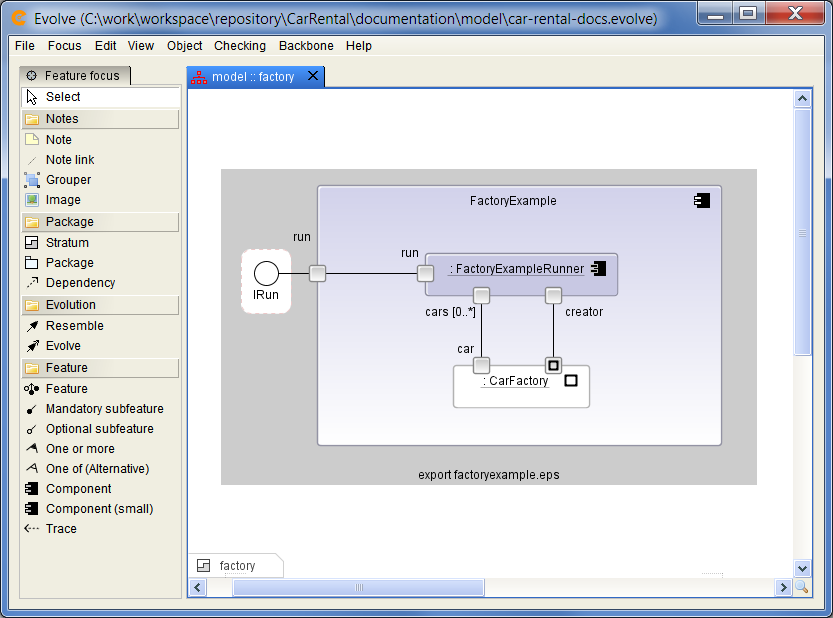 Evolve (C:\work\workspace\repository\CarRental\documentation\model\car-rental-docs.evolve)
File Focus Edit View Object Checking Backbone Help
Feature focus
Select
Notes
Note
Note link
Grouper
Image
Package
Stratum
Package
Dependency
Evolution
Resemble
Evolve
Feature
Feature
Mandatory subfeature
Optional subfeature
One or more
One of (Alternative)
Component
Component (small)
Trace
model :: factory
FactoryExample
run
run
IRun
: FactoryExampleRunner
cars [0..*]
creator
car
: CarFactory
export factoryexample.eps
factory